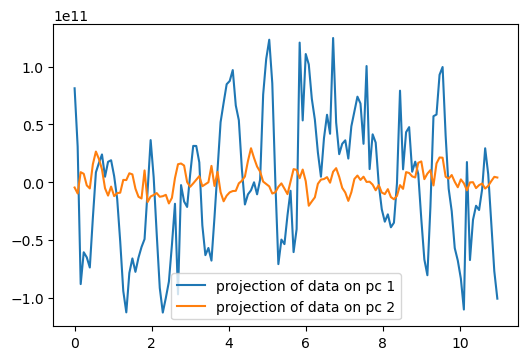 1e11
1.0
0.5
0.0
−0.5
−1.0
0 2 4 6 8 10
projection of data on pc 1
projection of data on pc 2